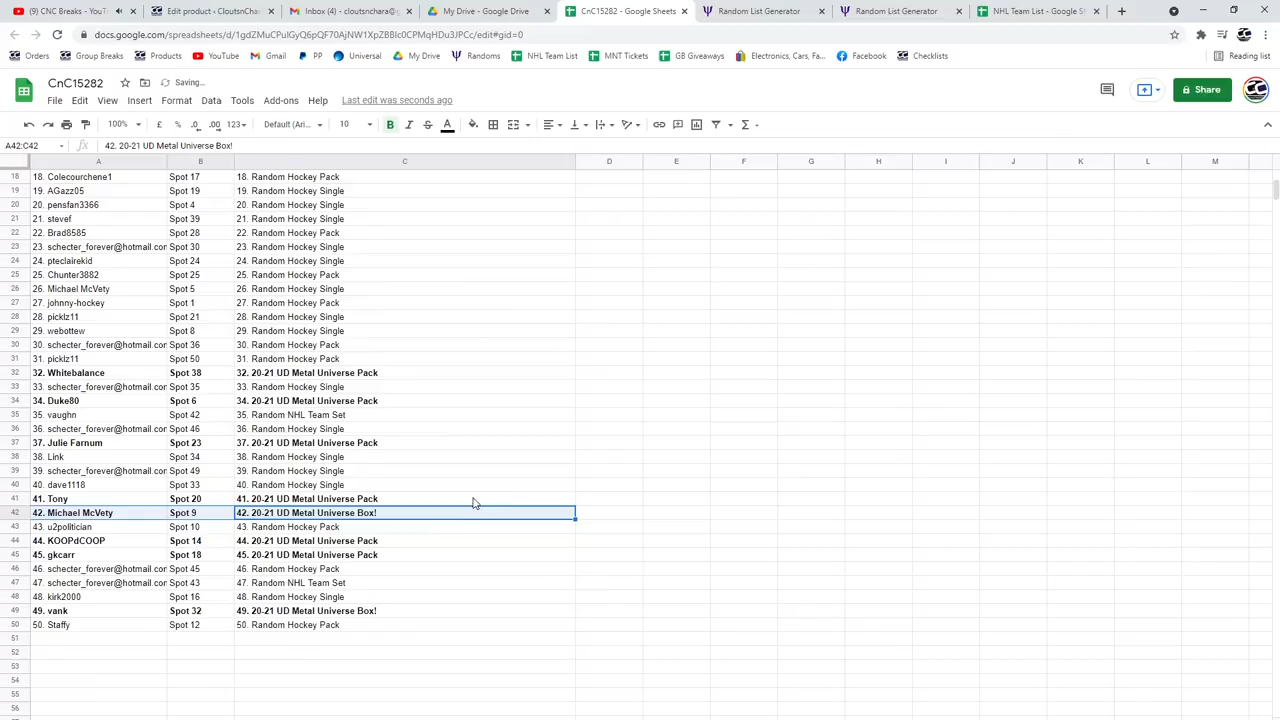 (17) CNC Breaks - YouT
Edit product ‹ CloutsnChar
Inbox (4) - cloutsnchara@g
My Drive - Google Drive
CnC15282 - Google Sheets
Random List Generator
Random List Generator
NHL Team List - Google Sh
docs.google.com/spreadsheets/d/1gdZMuCPulGyQ6pQF70AjNW1XpZBBIc0CPMqHDu3JPCc/edit#gid=0
Orders Group Breaks Products YouTube Gmail PP Universal My Drive Randoms NHL Team List MNT Tickets GB Giveaways Electronics, Cars, Fa... Facebook Checklists Reading list
CnC15282 Saving...
File Edit View Insert Format Data Tools Add-ons Help Last edit was seconds ago
Share
100% £ % .0 .00 123 Default (Ari... 10 B I S A
A42:C42 fx 42. 20-21 UD Metal Universe Box!
A B C D E F G H I J K L M
18 18. Colecourchene1 Spot 17 18. Random Hockey Pack
19 19. AGazz05 Spot 19 19. Random Hockey Single
20 20. pensfan3366 Spot 4 20. Random Hockey Single
21 21. stevef Spot 39 21. Random Hockey Single
22 22. Brad8585 Spot 28 22. Random Hockey Pack
23 23. schecter_forever@hotmail.con Spot 30 23. Random Hockey Single
24 24. pteclairekid Spot 24 24. Random Hockey Single
25 25. Chunter3882 Spot 25 25. Random Hockey Pack
26 26. Michael McVety Spot 5 26. Random Hockey Single
27 27. johnny-hockey Spot 1 27. Random Hockey Pack
28 28. picklz11 Spot 21 28. Random Hockey Single
29 29. webottew Spot 8 29. Random Hockey Single
30 30. schecter_forever@hotmail.con Spot 36 30. Random Hockey Pack
31 31. picklz11 Spot 50 31. Random Hockey Pack
32 32. Whitebalance Spot 38 32. 20-21 UD Metal Universe Pack
33 33. schecter_forever@hotmail.con Spot 35 33. Random Hockey Single
34 34. Duke80 Spot 6 34. 20-21 UD Metal Universe Pack
35 35. vaughn Spot 42 35. Random NHL Team Set
36 36. schecter_forever@hotmail.con Spot 46 36. Random Hockey Single
37 37. Julie Farnum Spot 23 37. 20-21 UD Metal Universe Pack
38 38. Link Spot 34 38. Random Hockey Single
39 39. schecter_forever@hotmail.con Spot 49 39. Random Hockey Single
40 40. dave1118 Spot 33 40. Random Hockey Single
41 41. Tony Spot 20 41. 20-21 UD Metal Universe Pack
42 42. Michael McVety Spot 9 42. 20-21 UD Metal Universe Box!
43 43. u2politician Spot 10 43. Random Hockey Pack
44 44. KOOPdCOOP Spot 14 44. 20-21 UD Metal Universe Pack
45 45. gkcarr Spot 18 45. 20-21 UD Metal Universe Pack
46 46. schecter_forever@hotmail.con Spot 45 46. Random Hockey Pack
47 47. schecter_forever@hotmail.con Spot 43 47. Random NHL Team Set
48 48. kirk2000 Spot 16 48. Random Hockey Single
49 49. vank Spot 32 49. 20-21 UD Metal Universe Box!
50 50. Staffy Spot 12 50. Random Hockey Pack
51
52
53
54
55
56